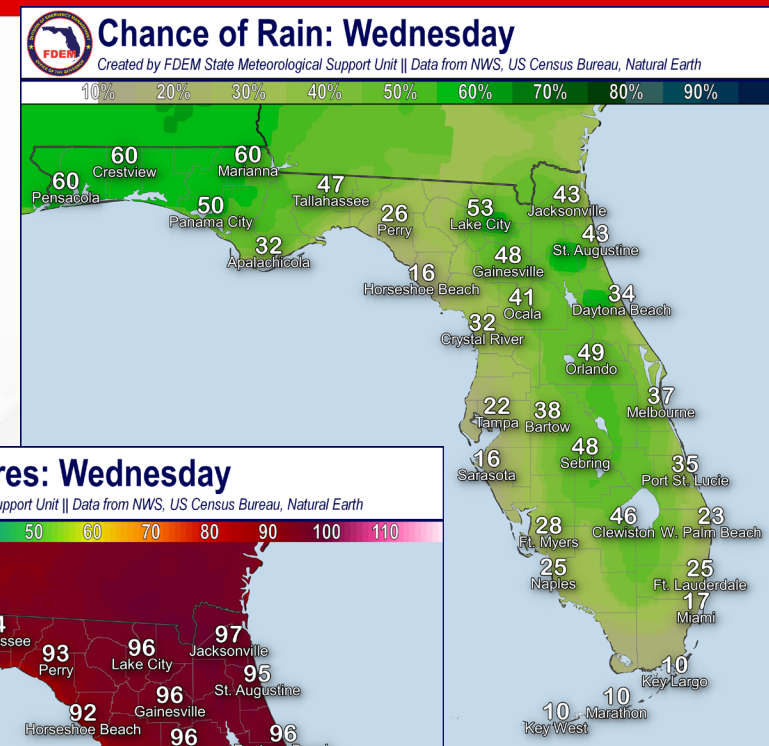 FDEM
Chance of Rain: Wednesday
Created by FDEM State Meteorological Support Unit || Data from NWS, US Census Bureau, Natural Earth
10% 20% 30% 40% 50% 60% 70% 80% 90%
60
Crestview
60
Marianna
60
Pensacola
47
Tallahassee
50
Panama City
26
Perry
53
Lake City
43
Jacksonville
43
St. Augustine
32
Apalachicola
48
Gainesville
16
Horseshoe Beach
41
Ocala
34
Daytona Beach
32
Crystal River
49
Orlando
37
Melbourne
22
Tampa
38
Bartow
48
Sebring
16
Sarasota
35
Port St. Lucie
28
Ft. Myers
46
Clewiston
23
W. Palm Beach
25
Naples
25
Ft. Lauderdale
17
Miami
10
Key Largo
10
Marathon
10
Key West
res: Wednesday
upport Unit || Data from NWS, US Census Bureau, Natural Earth
50 60 70 80 90 100 110
4
ssee
93
Perry
96
Lake City
97
Jacksonville
95
St. Augustine
96
Gainesville
92
Horseshoe Beach
96
96